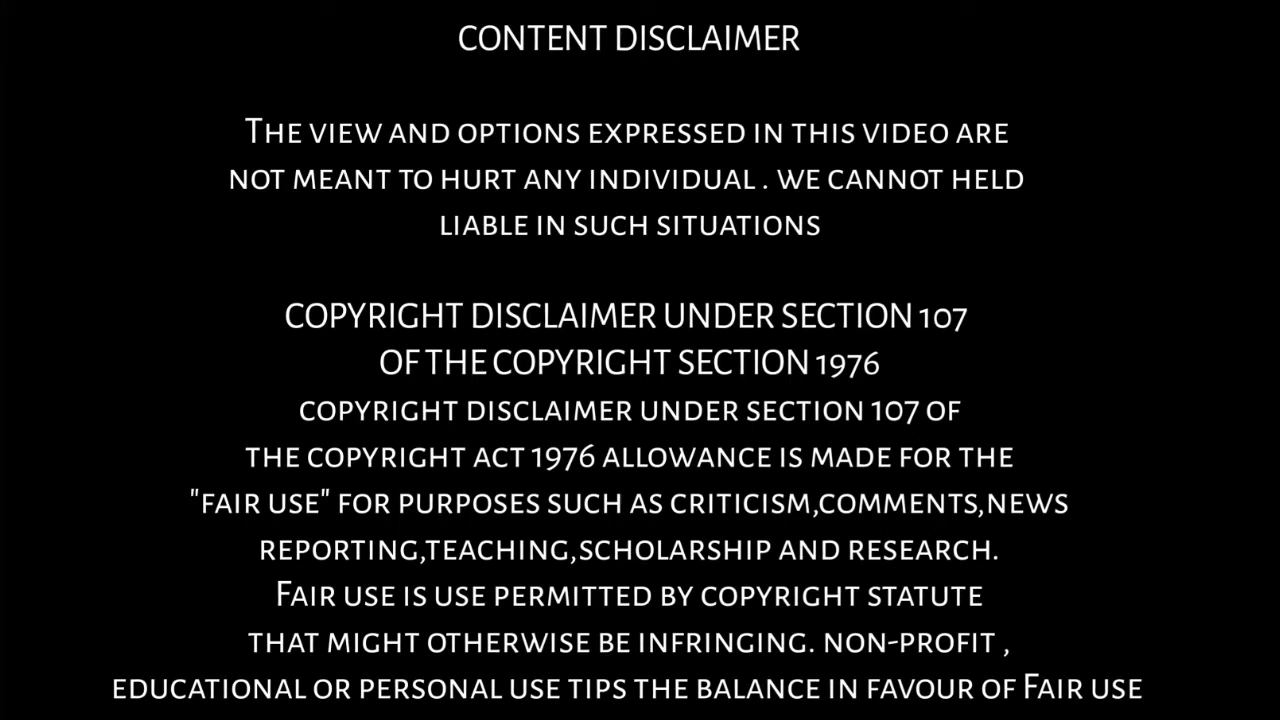 CONTENT DISCLAIMER
The view and options expressed in this video are
not meant to hurt any individual . we cannot held
liable in such situations
COPYRIGHT DISCLAIMER UNDER SECTION 107
OF THE COPYRIGHT SECTION 1976
copyright disclaimer under section 107 of
the copyright act 1976 allowance is made for the
"fair use" for purposes such as criticism,comments,news
reporting,teaching,scholarship and research.
Fair use is use permitted by copyright statute
that might otherwise be infringing. non-profit ,
educational or personal use tips the balance in favour of Fair use